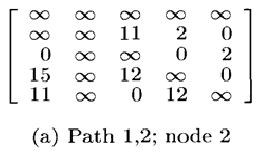 ∞ ∞ ∞ ∞ ∞
∞ ∞ 11 2 0
0 ∞ ∞ 0 2
15 ∞ 12 ∞ 0
11 ∞ 0 12 ∞
(a) Path 1,2; node 2